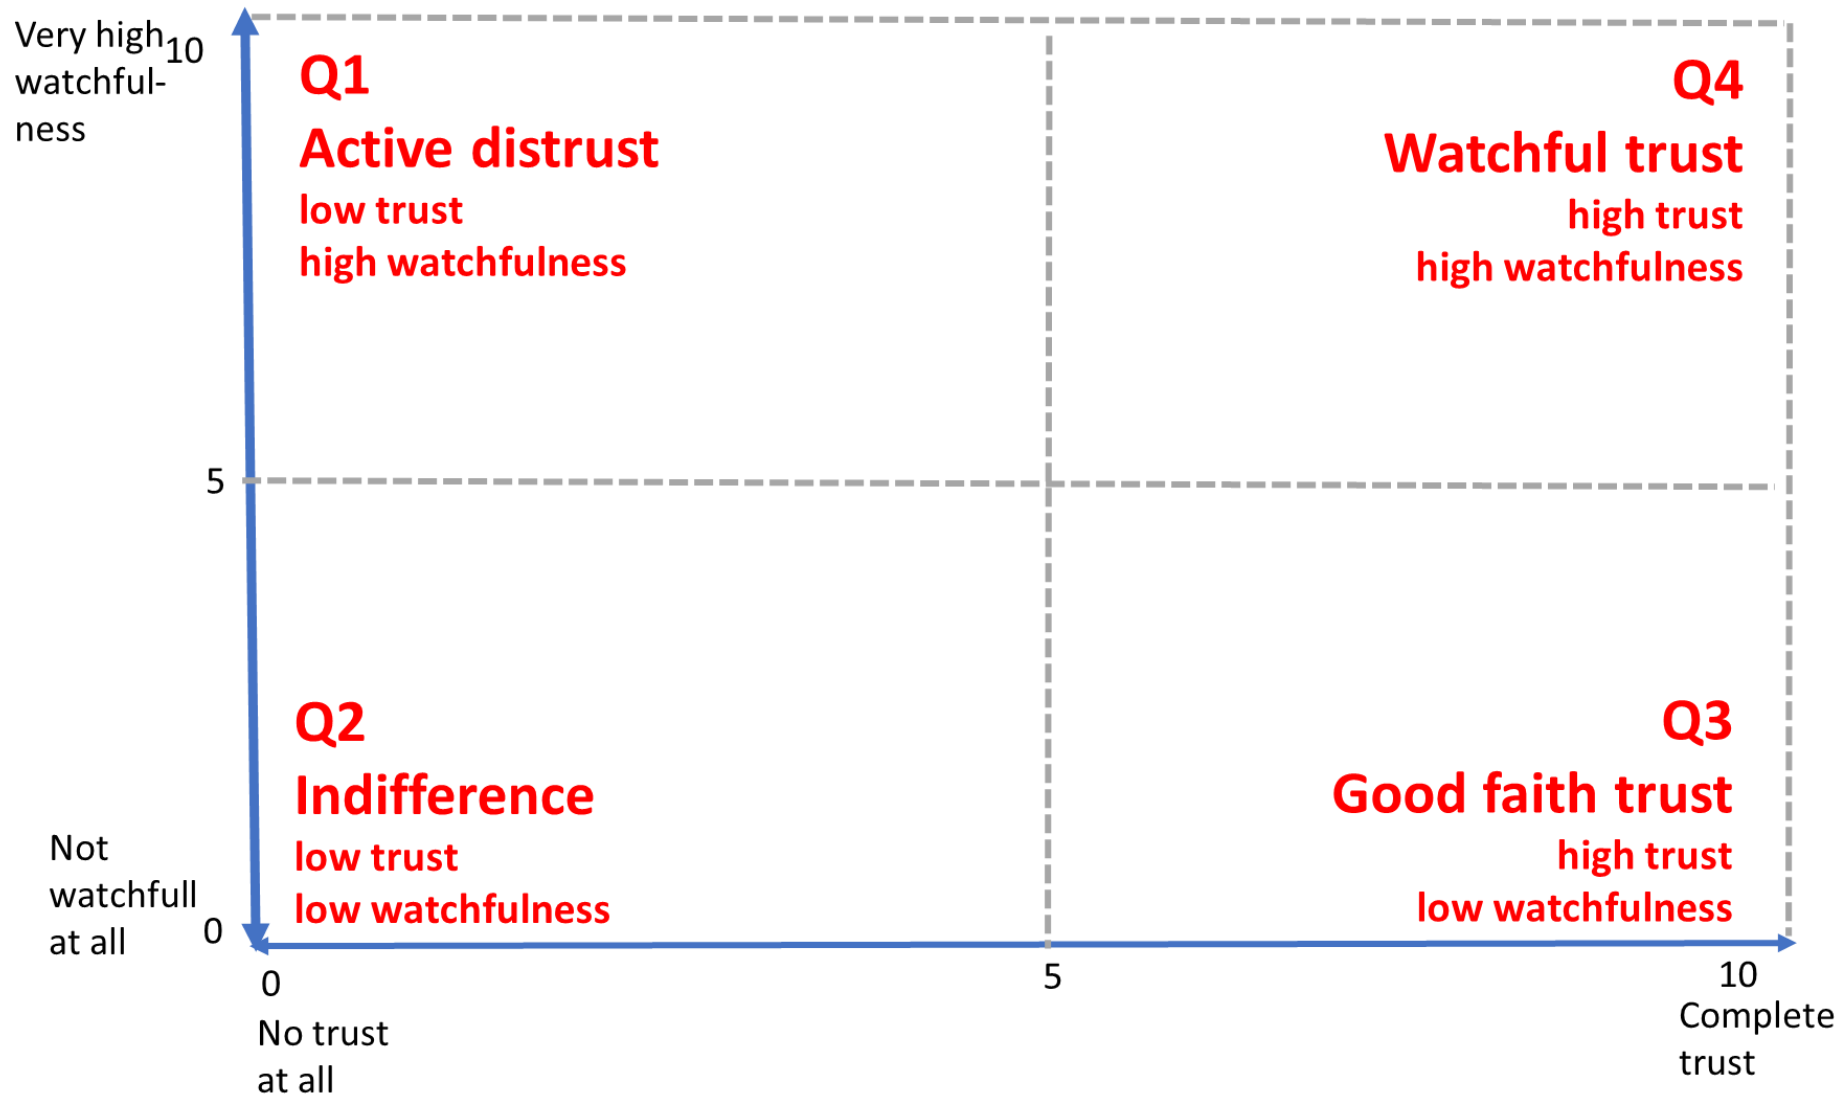 Very high
watchful-
ness
10
Q1
Active distrust
low trust
high watchfulness
Q4
Watchful trust
high trust
high watchfulness
5
Q2
Indifference
low trust
low watchfulness
Q3
Good faith trust
high trust
low watchfulness
Not
watchfull
at all
0
0
5
10
No trust
at all
Complete
trust